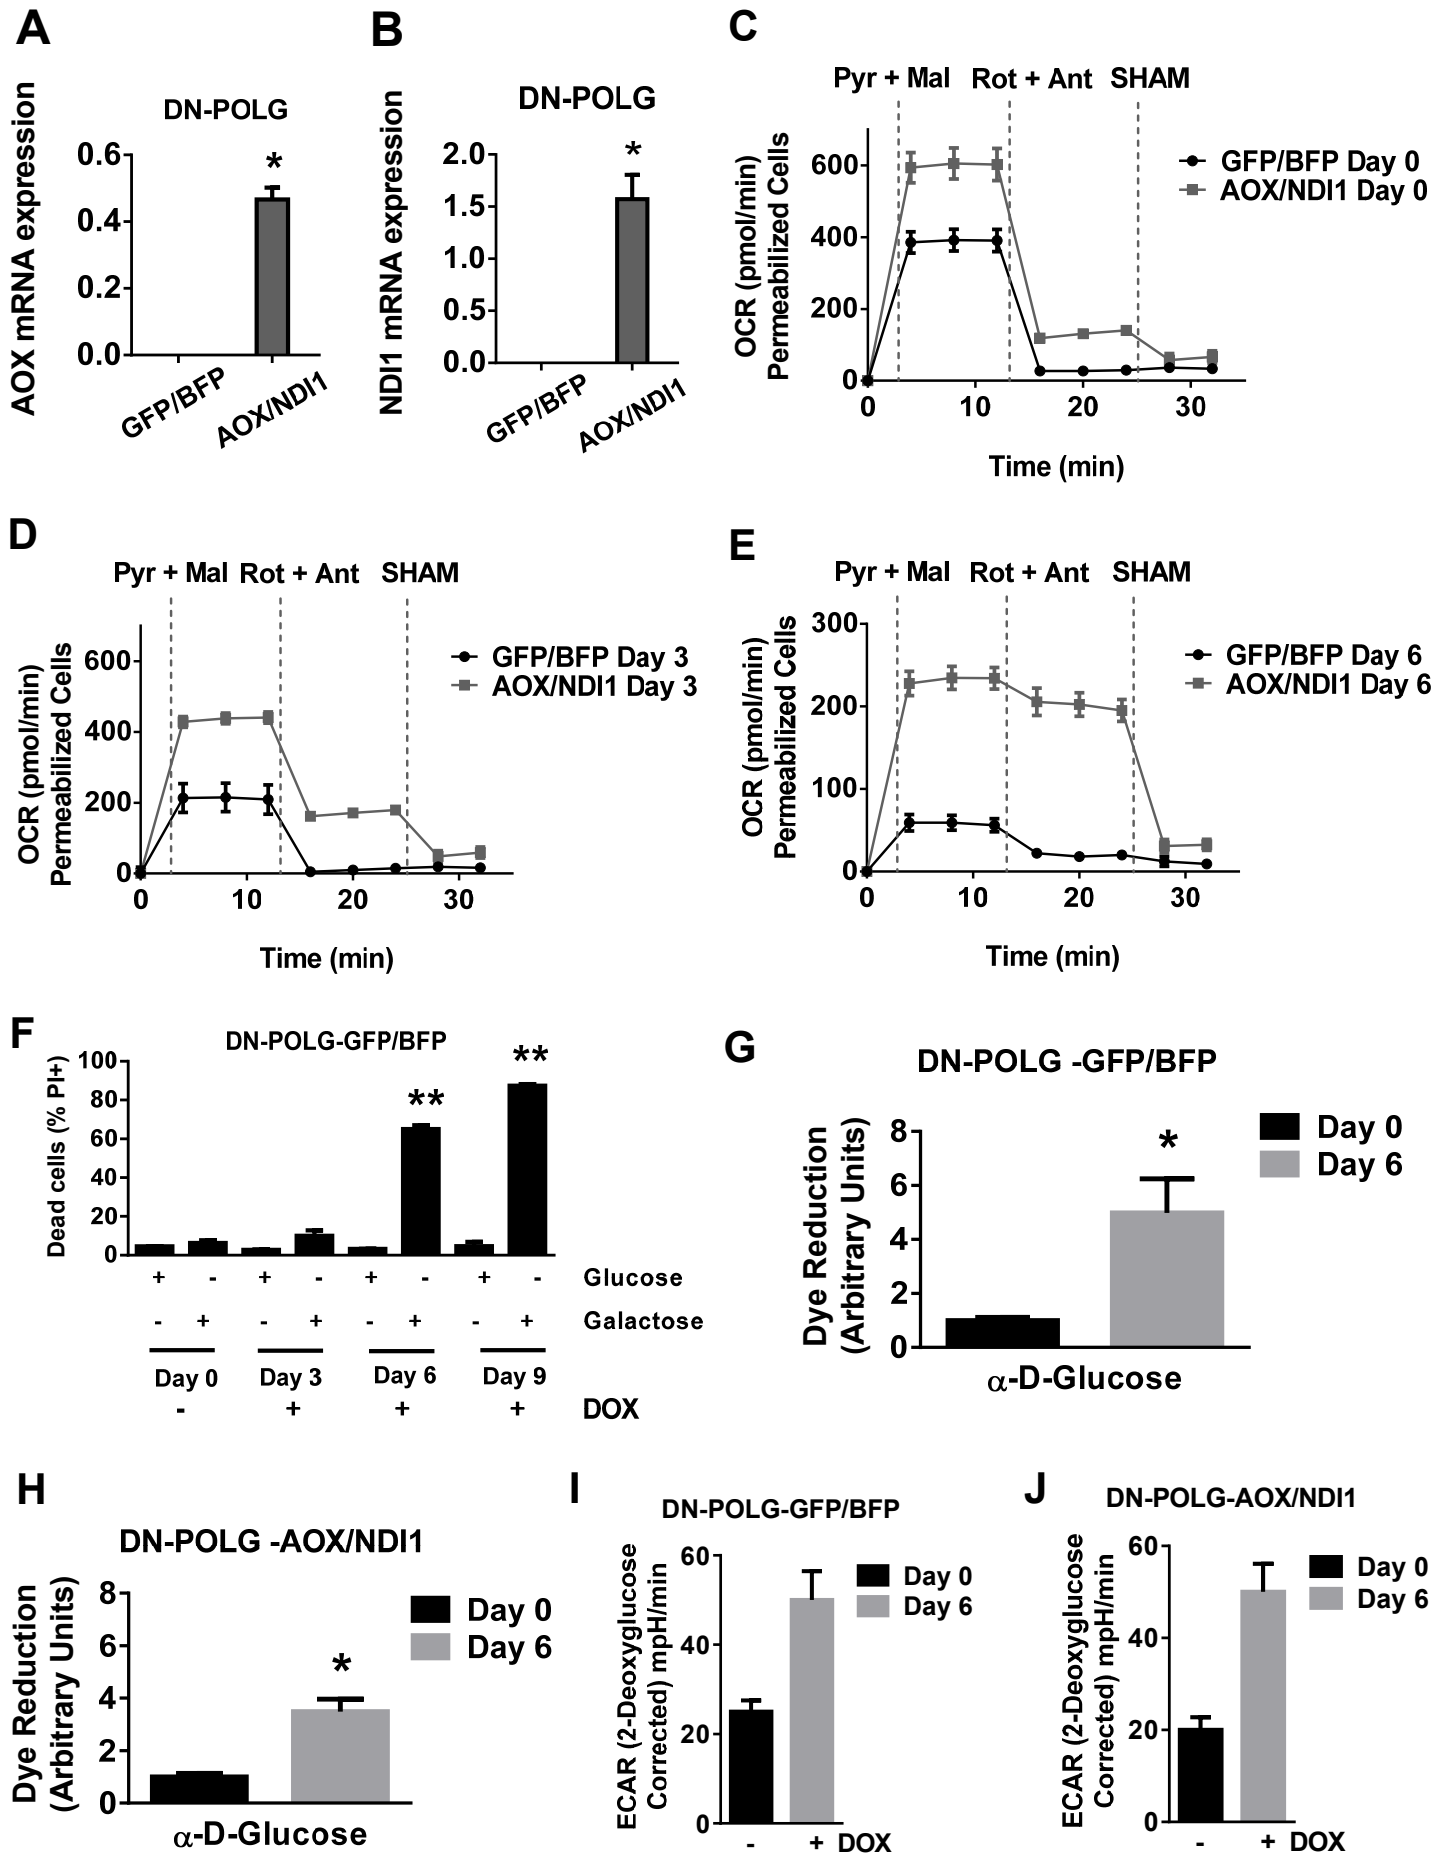 A
DN-POLG
AOX mRNA expression
0.6
0.4
0.2
0.0
*
GFP/BFP
AOX/NDI1
B
DN-POLG
NDI1 mRNA expression
2.0
1.5
1.0
0.5
0.0
*
GFP/BFP
AOX/NDI1
C
Pyr + Mal
Rot + Ant
SHAM
OCR (pmol/min)
Permeabilized Cells
600
400
200
0
0
10
20
30
Time (min)
GFP/BFP Day 0
AOX/NDI1 Day 0
D
Pyr + Mal
Rot + Ant
SHAM
OCR (pmol/min)
Permeabilized Cells
600
400
200
0
0
10
20
30
Time (min)
GFP/BFP Day 3
AOX/NDI1 Day 3
E
Pyr + Mal
Rot + Ant
SHAM
OCR (pmol/min)
Permeabilized Cells
300
200
100
0
0
10
20
30
Time (min)
GFP/BFP Day 6
AOX/NDI1 Day 6
F
DN-POLG-GFP/BFP
Dead cells (% PI+)
100
80
60
40
20
0
**
**
+ - + - + - + - Glucose
- + - + - + - + Galactose
Day 0 Day 3 Day 6 Day 9
- + + + DOX
G
DN-POLG -GFP/BFP
Dye Reduction
(Arbitrary Units)
8
6
4
2
0
*
α-D-Glucose
Day 0
Day 6
H
DN-POLG -AOX/NDI1
Dye Reduction
(Arbitrary Units)
8
6
4
2
0
*
α-D-Glucose
Day 0
Day 6
I
DN-POLG-GFP/BFP
ECAR (2-Deoxyglucose
Corrected) mpH/min
60
40
20
0
- + DOX
Day 0
Day 6
J
DN-POLG-AOX/NDI1
ECAR (2-Deoxyglucose
Corrected) mpH/min
60
40
20
0
- + DOX
Day 0
Day 6